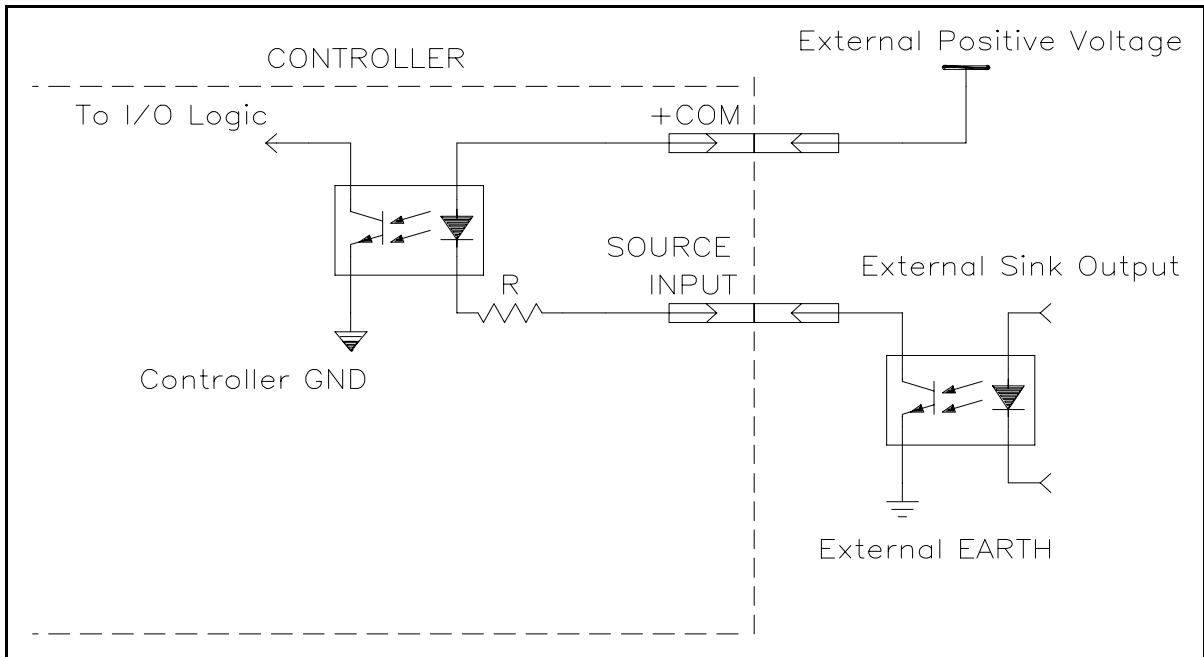 CONTROLLER
External Positive Voltage
To I/O Logic
+COM
SOURCE
INPUT
R
External Sink Output
Controller GND
External EARTH